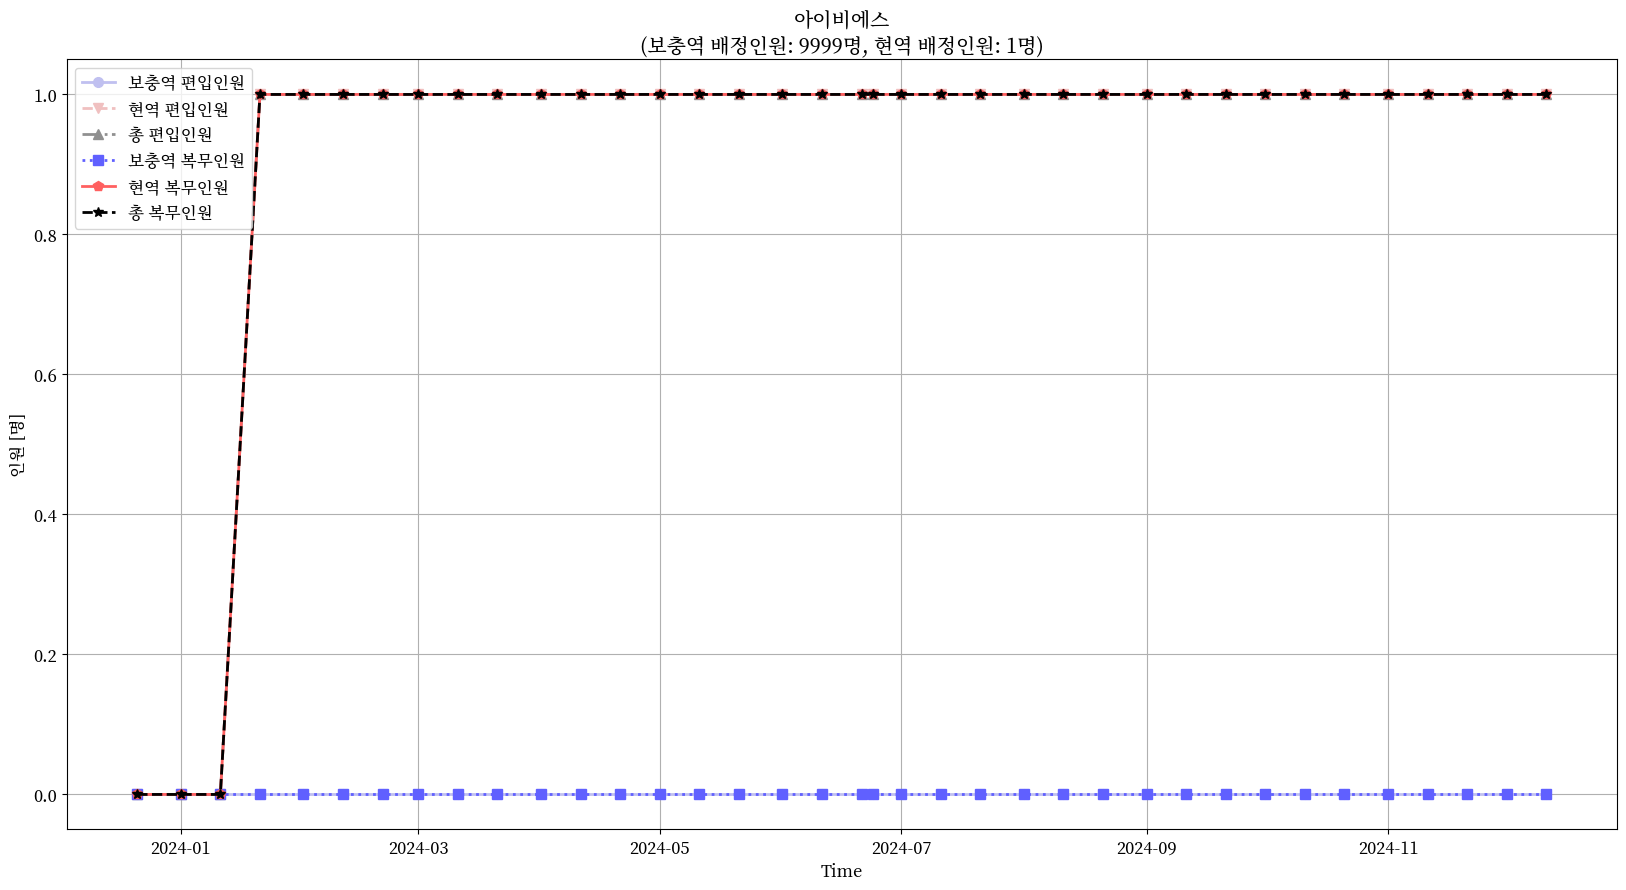 아이비에스
(보충역 배정인원: 9999명, 현역 배정인원: 1명)
보충역 편입인원
현역 편입인원
총 편입인원
보충역 복무인원
현역 복무인원
총 복무인원
인원 [명]
1.0
0.8
0.6
0.4
0.2
0.0
2024-01
2024-03
2024-05
2024-07
2024-09
2024-11
Time